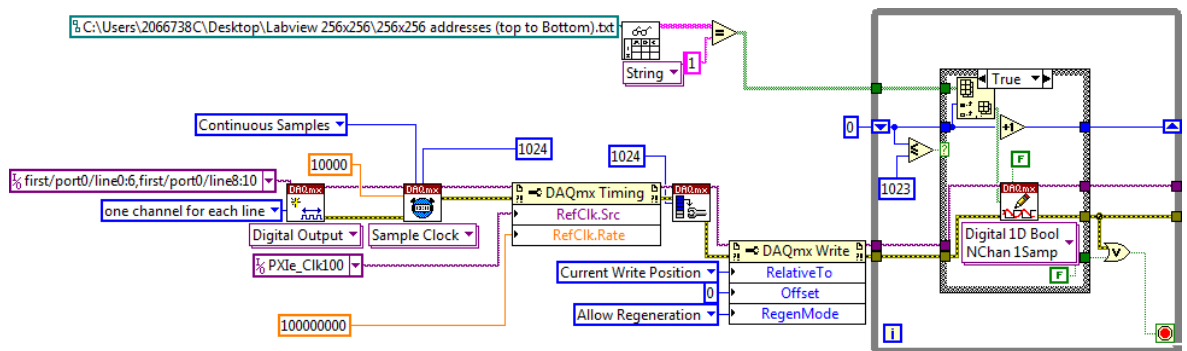 C:\Users\2066738C\Desktop\Labview 256x256\256x256 addresses (top to Bottom).txt
String
1
=
True
Continuous Samples
0
+1
10000
1024
1024
≤
?
F
1023
first/port0/line0:6,first/port0/line8:10
DAQmx
DAQmx
DAQmx Timing
DAQmx
DAQmx
one channel for each line
RefClk.Src
Digital Output
Sample Clock
RefClk.Rate
Digital 1D Bool
NChan 1Samp
DAQmx Write
PXIe_Clk100
Current Write Position
RelativeTo
F
V
0
Offset
100000000
Allow Regeneration
RegenMode
i